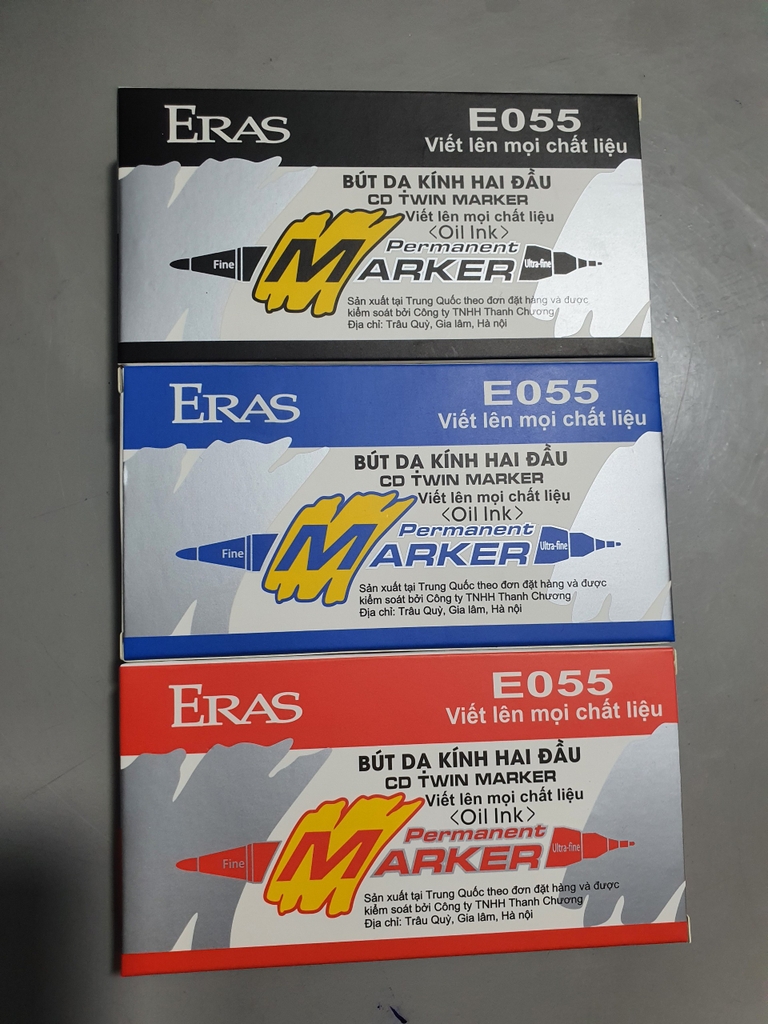 ERAS
E055
Viết lên mọi chất liệu
BÚT DẠ KÍNH HAI ĐẦU
CD TWIN MARKER
Viết lên mọi chất liệu
<Oil Ink>
Permanent
Fine
MARKER
Ultra-fine
Sản xuất tại Trung Quốc theo đơn đặt hàng và được
kiểm soát bởi Công ty TNHH Thanh Chương
Địa chỉ: Trâu Quỳ, Gia lâm, Hà nội
ERAS
E055
Viết lên mọi chất liệu
BÚT DẠ KÍNH HAI ĐẦU
CD TWIN MARKER
Viết lên mọi chất liệu
<Oil Ink>
Permanent
Fine
MARKER
Ultra-fine
Sản xuất tại Trung Quốc theo đơn đặt hàng và được
kiểm soát bởi Công ty TNHH Thanh Chương
Địa chỉ: Trâu Quỳ, Gia lâm, Hà nội
ERAS
E055
Viết lên mọi chất liệu
BÚT DẠ KÍNH HAI ĐẦU
CD TWIN MARKER
Viết lên mọi chất liệu
<Oil Ink>
Permanent
Fine
MARKER
Ultra-fine
Sản xuất tại Trung Quốc theo đơn đặt hàng và được
kiểm soát bởi Công ty TNHH Thanh Chương
Địa chỉ: Trâu Quỳ, Gia lâm, Hà nội